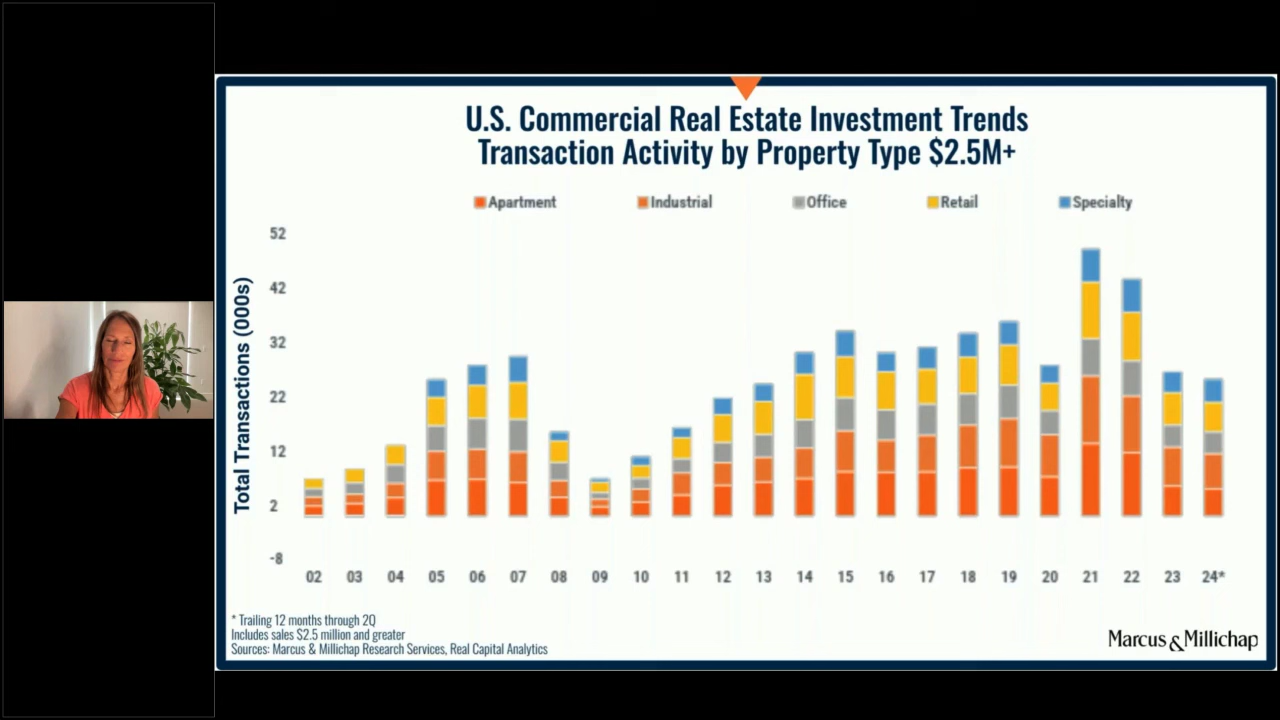 U.S. Commercial Real Estate Investment Trends
Transaction Activity by Property Type $2.5M+
Apartment Industrial Office Retail Specialty
Total Transactions (000s)
52
42
32
22
12
2
-8
02 03 04 05 06 07 08 09 10 11 12 13 14 15 16 17 18 19 20 21 22 23 24*
* Trailing 12 months through 2Q
Includes sales $2.5 million and greater
Sources: Marcus & Millichap Research Services, Real Capital Analytics
Marcus & Millichap